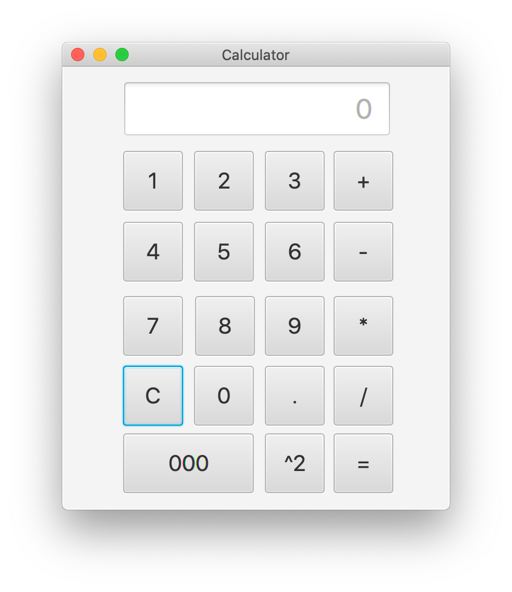 Calculator
0
1 2 3 +
4 5 6 -
7 8 9 *
C 0 . /
000 ^2 =